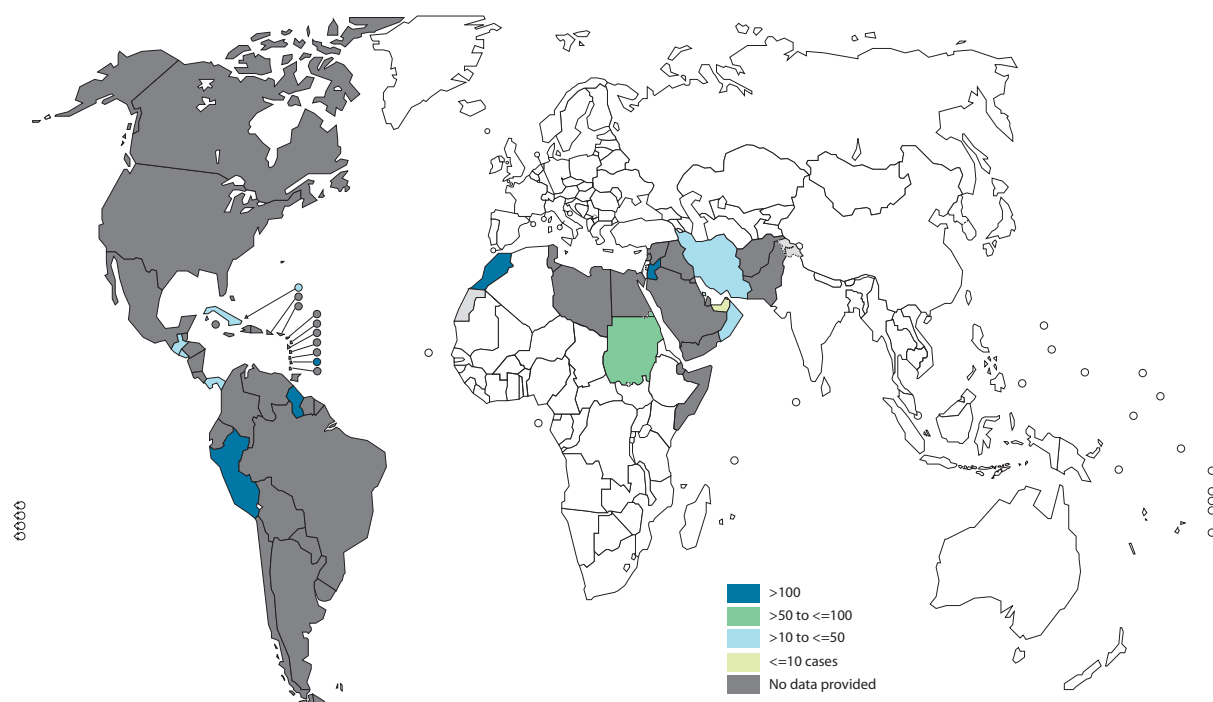 >100
>50 to <=100
>10 to <=50
<=10 cases
No data provided